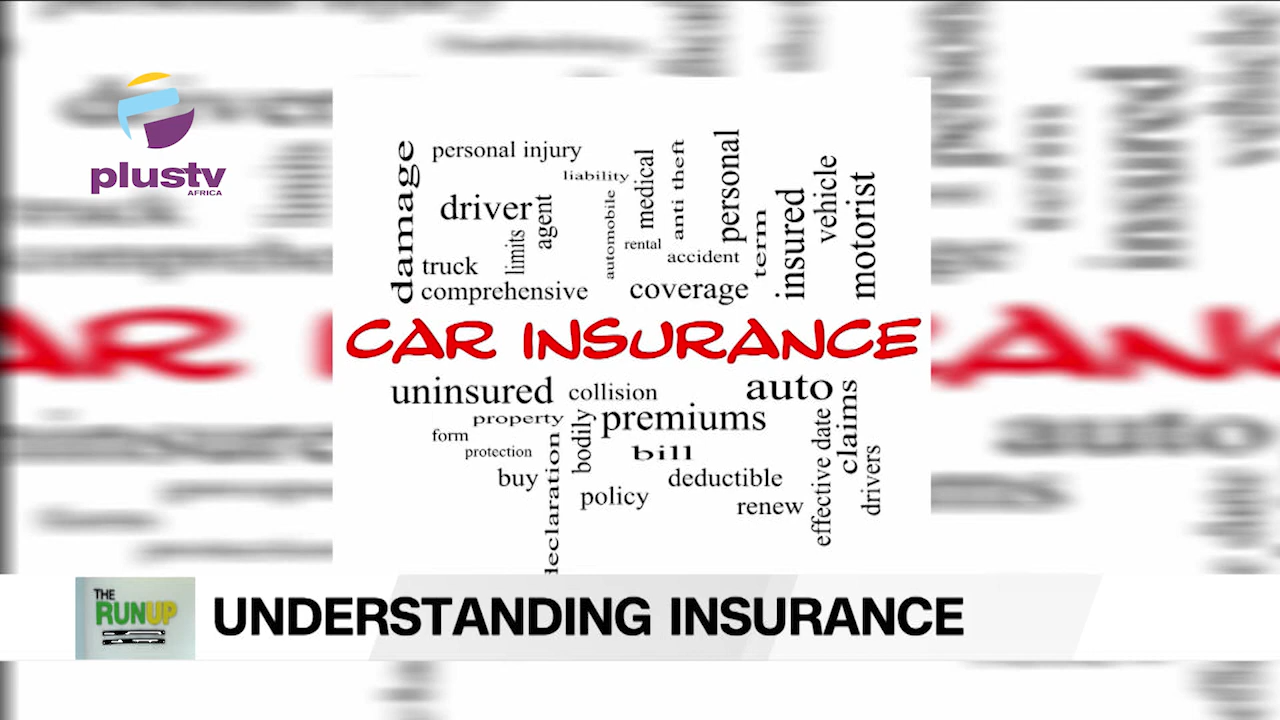 plustv
AFRICA
damage
personal injury
liability
driver
agent
limits
truck
comprehensive
automobile
medical
rental
anti theft
accident
personal
term
coverage
insured
vehicle
motorist
CAR INSURANCE
uninsured
collision
auto
property
premiums
form
protection
bodily
bill
buy
declaration
policy
deductible
renew
effective date
claims
drivers
THE
RUNUP
UNDERSTANDING INSURANCE